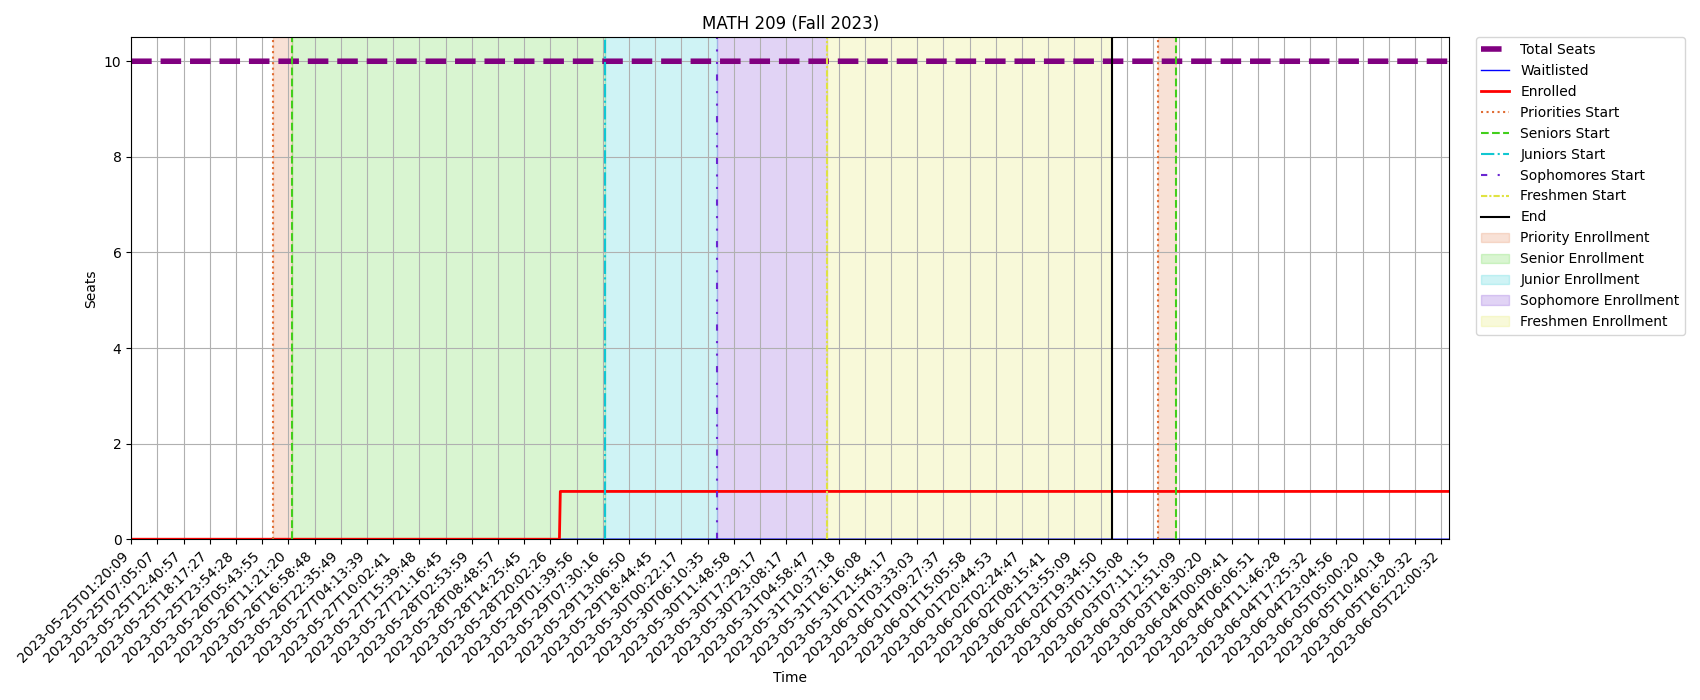 MATH 209 (Fall 2023)
10
8
6
4
2
0
Seats
2023-05-25T01:20:09
2023-05-25T07:05:07
2023-05-25T12:40:57
2023-05-25T18:17:27
2023-05-25T23:54:28
2023-05-26T05:43:55
2023-05-26T11:21:20
2023-05-26T16:58:48
2023-05-26T22:35:49
2023-05-27T04:13:39
2023-05-27T10:02:41
2023-05-27T15:39:48
2023-05-27T21:16:45
2023-05-28T02:53:59
2023-05-28T08:48:57
2023-05-28T14:25:45
2023-05-28T20:02:26
2023-05-29T01:39:56
2023-05-29T07:30:16
2023-05-29T13:06:50
2023-05-29T18:44:45
2023-05-30T00:22:17
2023-05-30T06:10:35
2023-05-30T11:48:58
2023-05-30T17:29:17
2023-05-30T23:08:17
2023-05-31T04:58:47
2023-05-31T10:37:18
2023-05-31T16:16:08
2023-05-31T21:54:17
2023-06-01T03:33:03
2023-06-01T09:27:37
2023-06-01T15:05:58
2023-06-01T20:44:53
2023-06-02T02:24:47
2023-06-02T08:15:41
2023-06-02T13:55:09
2023-06-02T19:34:50
2023-06-03T01:15:08
2023-06-03T07:11:15
2023-06-03T12:51:09
2023-06-03T18:30:20
2023-06-04T00:09:41
2023-06-04T06:06:51
2023-06-04T11:46:28
2023-06-04T17:25:32
2023-06-04T23:04:56
2023-06-05T05:00:20
2023-06-05T10:40:18
2023-06-05T16:20:32
2023-06-05T22:00:32
Time
Total Seats
Waitlisted
Enrolled
Priorities Start
Seniors Start
Juniors Start
Sophomores Start
Freshmen Start
End
Priority Enrollment
Senior Enrollment
Junior Enrollment
Sophomore Enrollment
Freshmen Enrollment